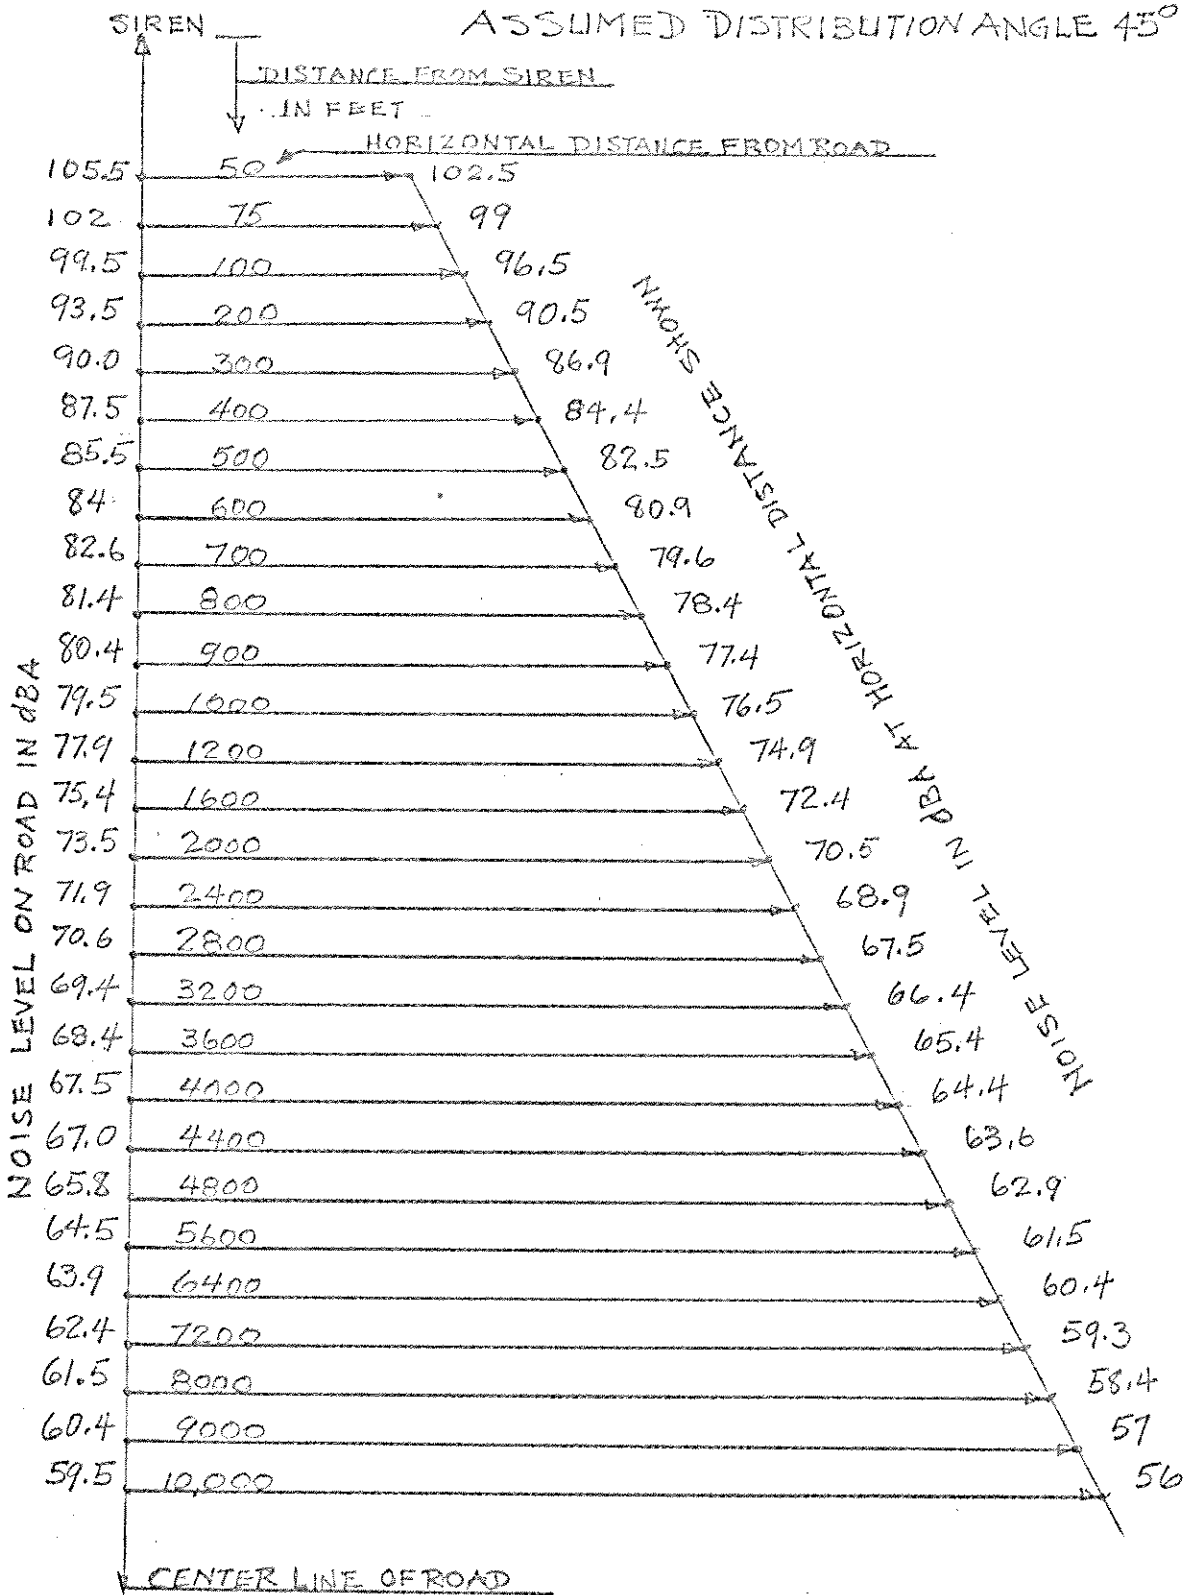 SIREN
ASSUMED DISTRIBUTION ANGLE 45°
DISTANCE FROM SIREN
IN FEET
HORIZONTAL DISTANCE FROM ROAD
105.5 50 102.5
102 75 99
99.5 100 96.5
93.5 200 90.5
90.0 300 86.9
87.5 400 84.4
85.5 500 82.5
84 600 80.9
82.6 700 79.6
81.4 800 78.4
80.4 900 77.4
79.5 1000 76.5
77.9 1200 74.9
75.4 1600 72.4
73.5 2000 70.5
71.9 2400 68.9
70.6 2800 67.5
69.4 3200 66.4
68.4 3600 65.4
67.5 4000 64.4
67.0 4400 63.6
65.8 4800 62.9
64.5 5600 61.5
63.9 6400 60.4
62.4 7200 59.3
61.5 8000 58.4
60.4 9000 57
59.5 10,000 56
NOISE LEVEL ON ROAD IN dBA
NOISE LEVEL IN dBA AT HORIZONTAL DISTANCE SHOWN
CENTER LINE OF ROAD